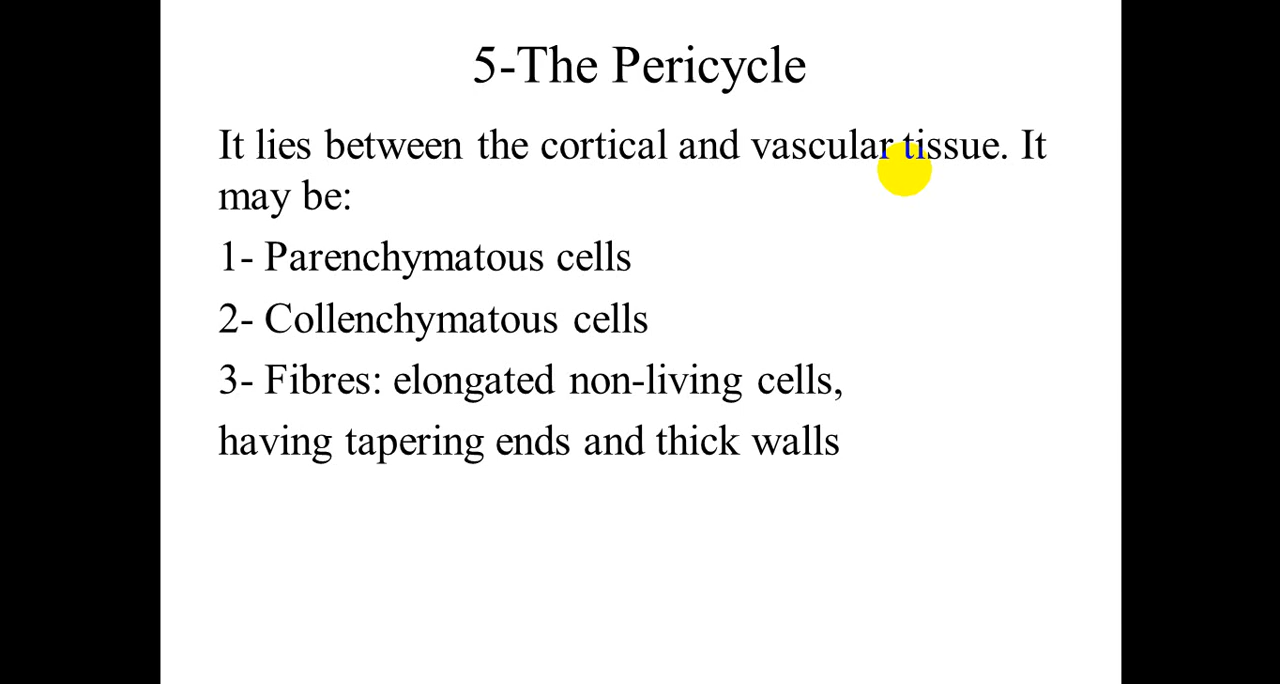 5-The Pericycle
It lies between the cortical and vascular tissue. It
may be:
1- Parenchymatous cells
2- Collenchymatous cells
3- Fibres: elongated non-living cells,
having tapering ends and thick walls